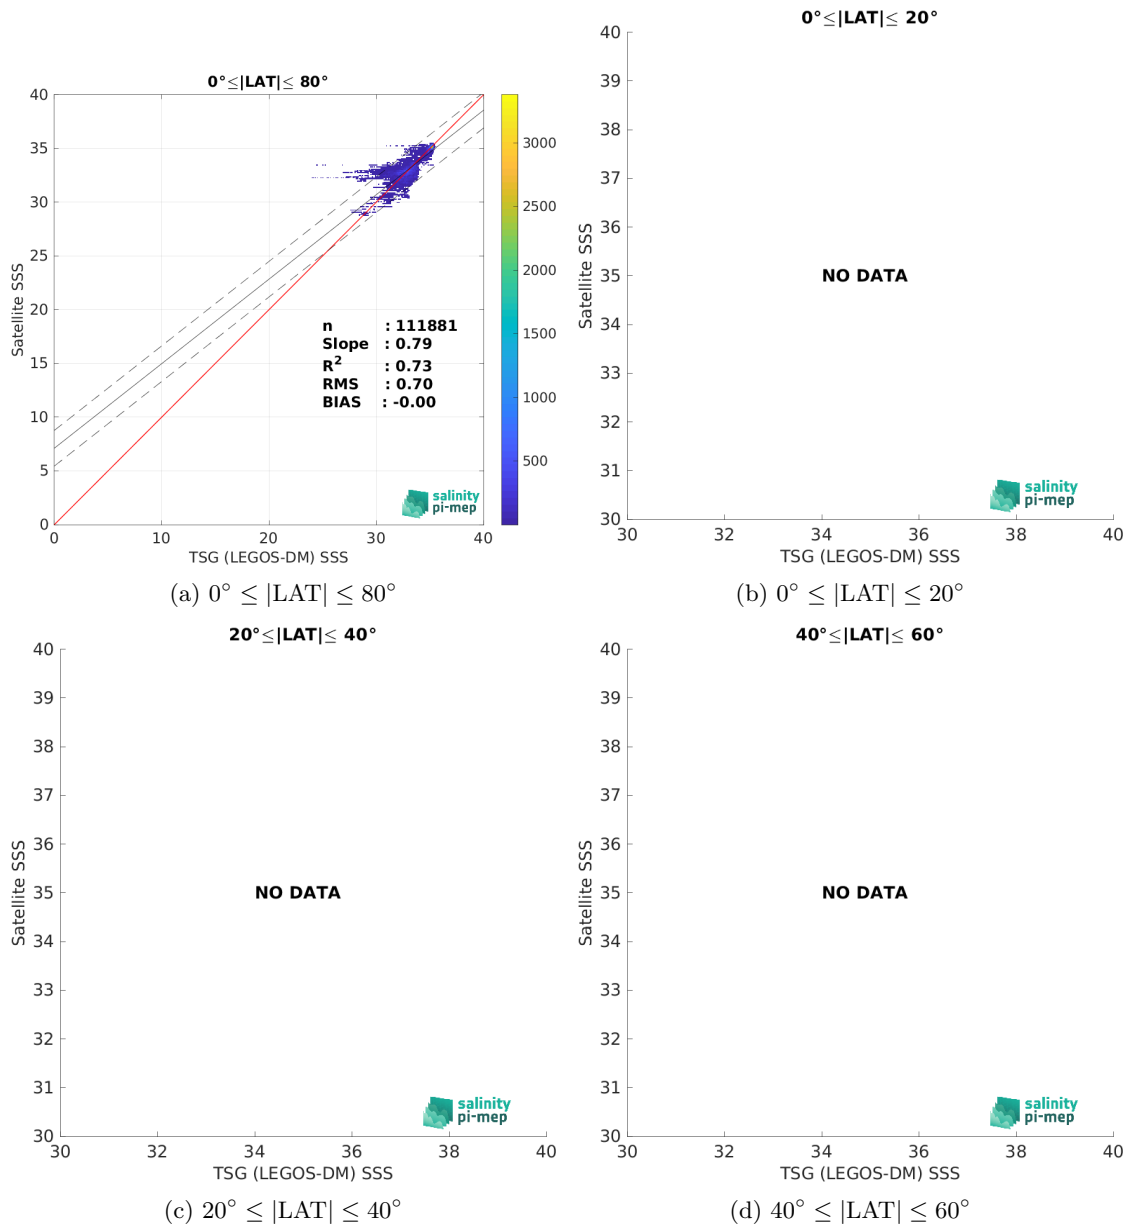 0°≤|LAT|≤ 80°
40
35
30
25
20
15
10
5
0
0
10
20
30
40
Satellite SSS
TSG (LEGOS-DM) SSS
n : 111881
Slope : 0.79
R² : 0.73
RMS : 0.70
BIAS : -0.00
salinity
pi-mep
3000
2500
2000
1500
1000
500
(a) 0° ≤ |LAT| ≤ 80°
0°≤|LAT|≤ 20°
40
39
38
37
36
35
34
33
32
31
30
Satellite SSS
NO DATA
salinity
pi-mep
30
32
34
36
38
40
TSG (LEGOS-DM) SSS
(b) 0° ≤ |LAT| ≤ 20°
20°≤|LAT|≤ 40°
40
39
38
37
36
35
34
33
32
31
30
Satellite SSS
NO DATA
salinity
pi-mep
30
32
34
36
38
40
TSG (LEGOS-DM) SSS
(c) 20° ≤ |LAT| ≤ 40°
40°≤|LAT|≤ 60°
40
39
38
37
36
35
34
33
32
31
30
Satellite SSS
NO DATA
salinity
pi-mep
30
32
34
36
38
40
TSG (LEGOS-DM) SSS
(d) 40° ≤ |LAT| ≤ 60°